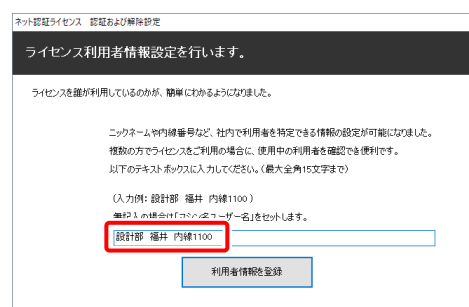 ネット認証ライセンス 認証および解除設定
ライセンス利用者情報設定を行います。
ライセンスを誰が利用しているのかが、簡単にわかるようになりました。
ニックネームや内線番号など、社内で利用者を特定できる情報の設定が可能になりました。
複数の方でライセンスをご利用の場合に、使用中の利用者を確認でき便利です。
以下のテキストボックスに入力してください。(最大全角15文字まで)
(入力例: 設計部 福井 内線1100 )
無記入の場合は「マシン名ユーザー名」をセットします。
設計部 福井 内線1100
利用者情報を登録